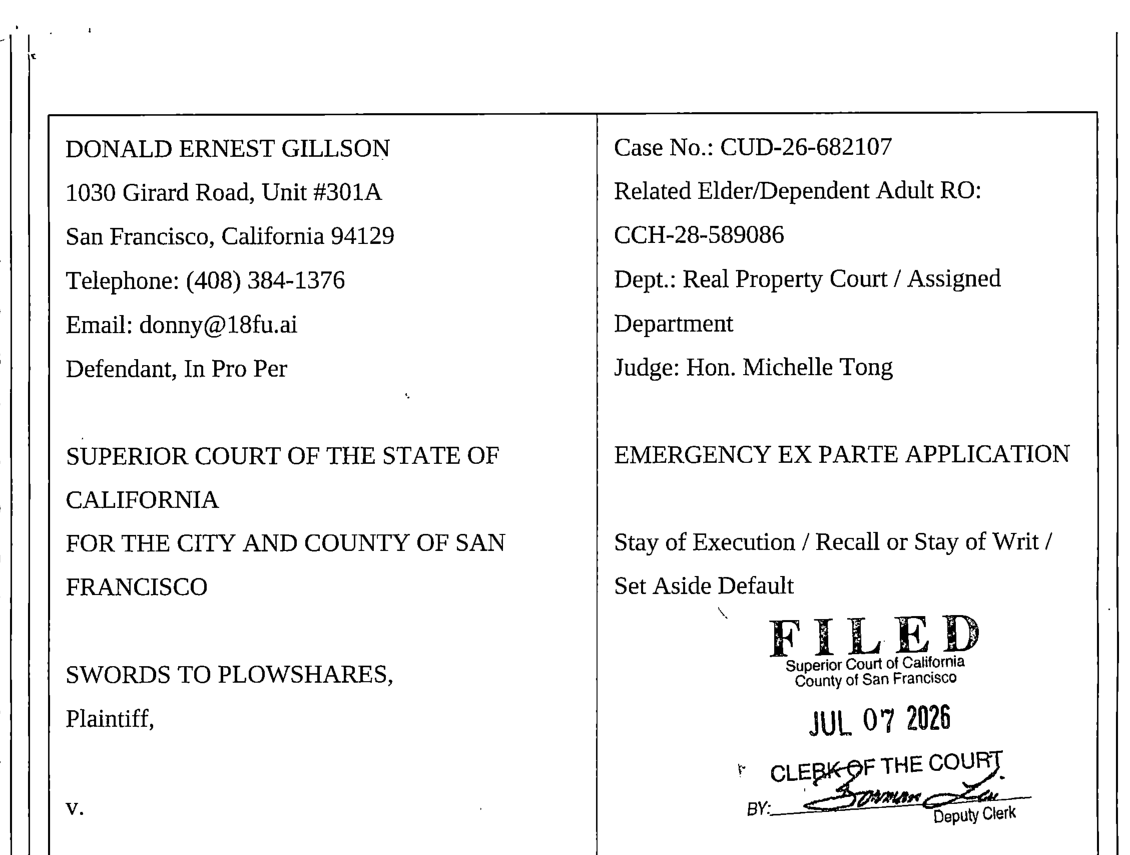 DONALD ERNEST GILLSON
1030 Girard Road, Unit #301A
San Francisco, California 94129
Telephone: (408) 384-1376
Email: donny@18fu.ai
Defendant, In Pro Per
SUPERIOR COURT OF THE STATE OF
CALIFORNIA
FOR THE CITY AND COUNTY OF SAN
FRANCISCO
SWORDS TO PLOWSHARES,
Plaintiff,
v.
Case No.: CUD-26-682107
Related Elder/Dependent Adult RO:
CCH-28-589086
Dept.: Real Property Court / Assigned
Department
Judge: Hon. Michelle Tong
EMERGENCY EX PARTE APPLICATION
Stay of Execution / Recall or Stay of Writ /
Set Aside Default
FILED
Superior Court of California
County of San Francisco
JUL 07 2026
CLERK OF THE COURT
BY:
Deputy Clerk